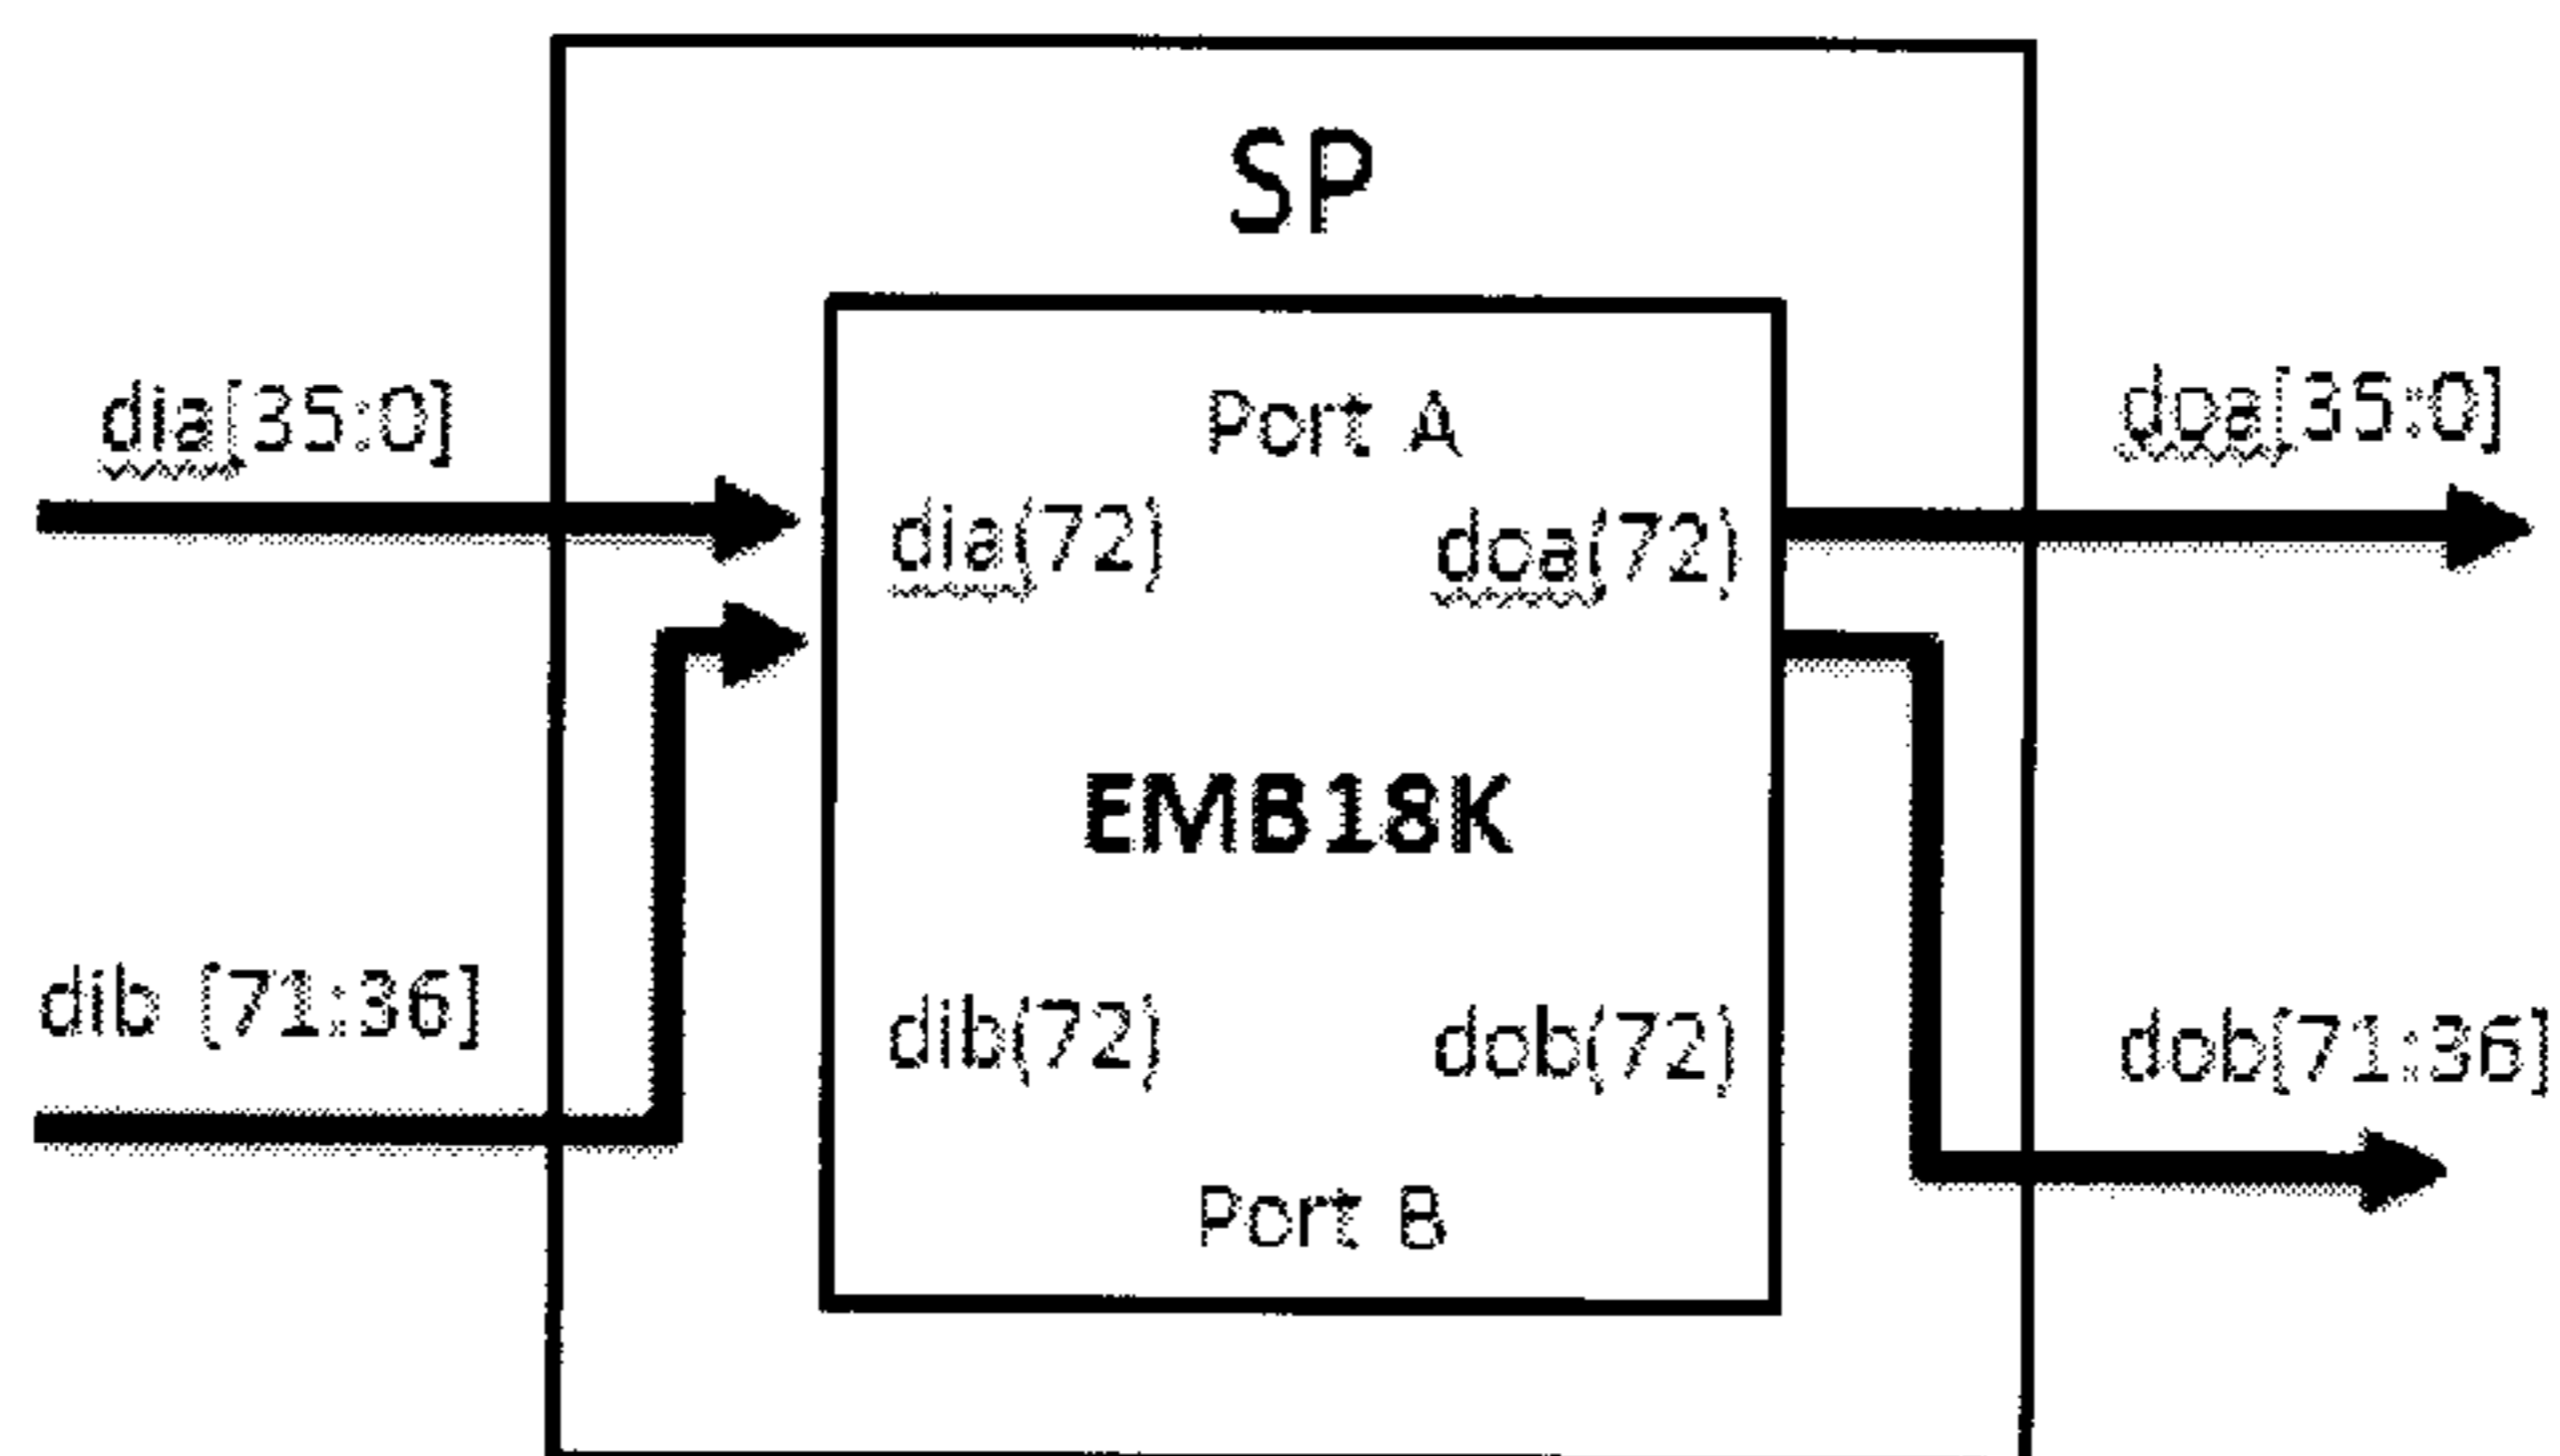 SP
dia[35:0]
Port A
doa[35:0]
dia(72)
doa(72)
EMB18K
dib [71:36]
dib(72)
dob(72)
dob[71:36]
Port B